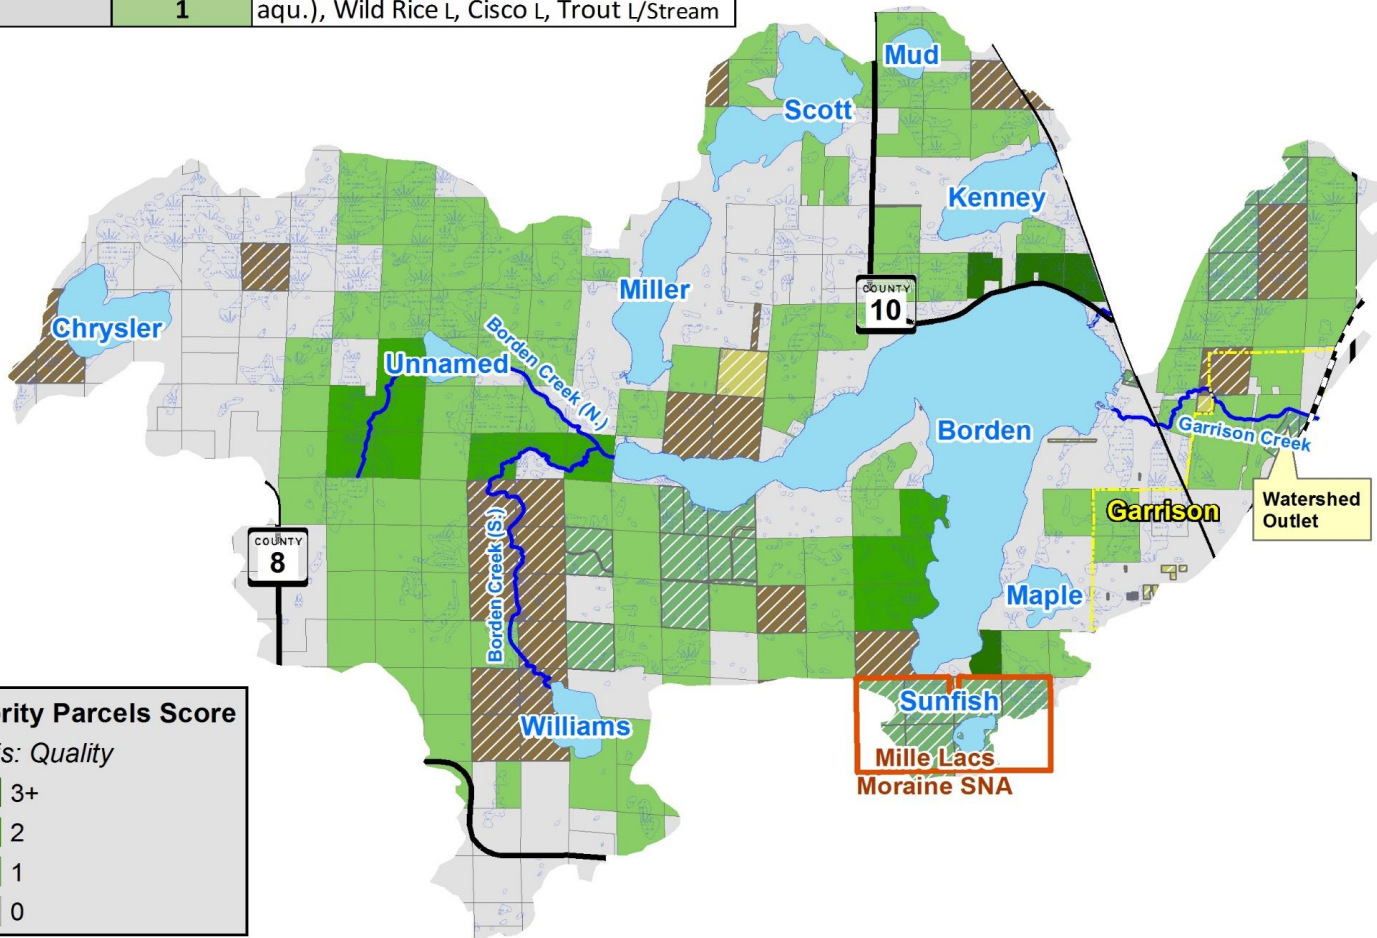 1 aqu.), Wild Rice L, Cisco L, Trout L/Stream
Mud
Scott
Kenney
Miller
COUNTY
10
Chrysler
Unnamed
Borden Creek (N.)
Borden
Garrison Creek
Watershed
Outlet
Garrison
COUNTY
8
Borden Creek (S.)
Maple
Sunfish
Williams
Mille Lacs
Moraine SNA
rity Parcels Score
s: Quality
3+
2
1
0